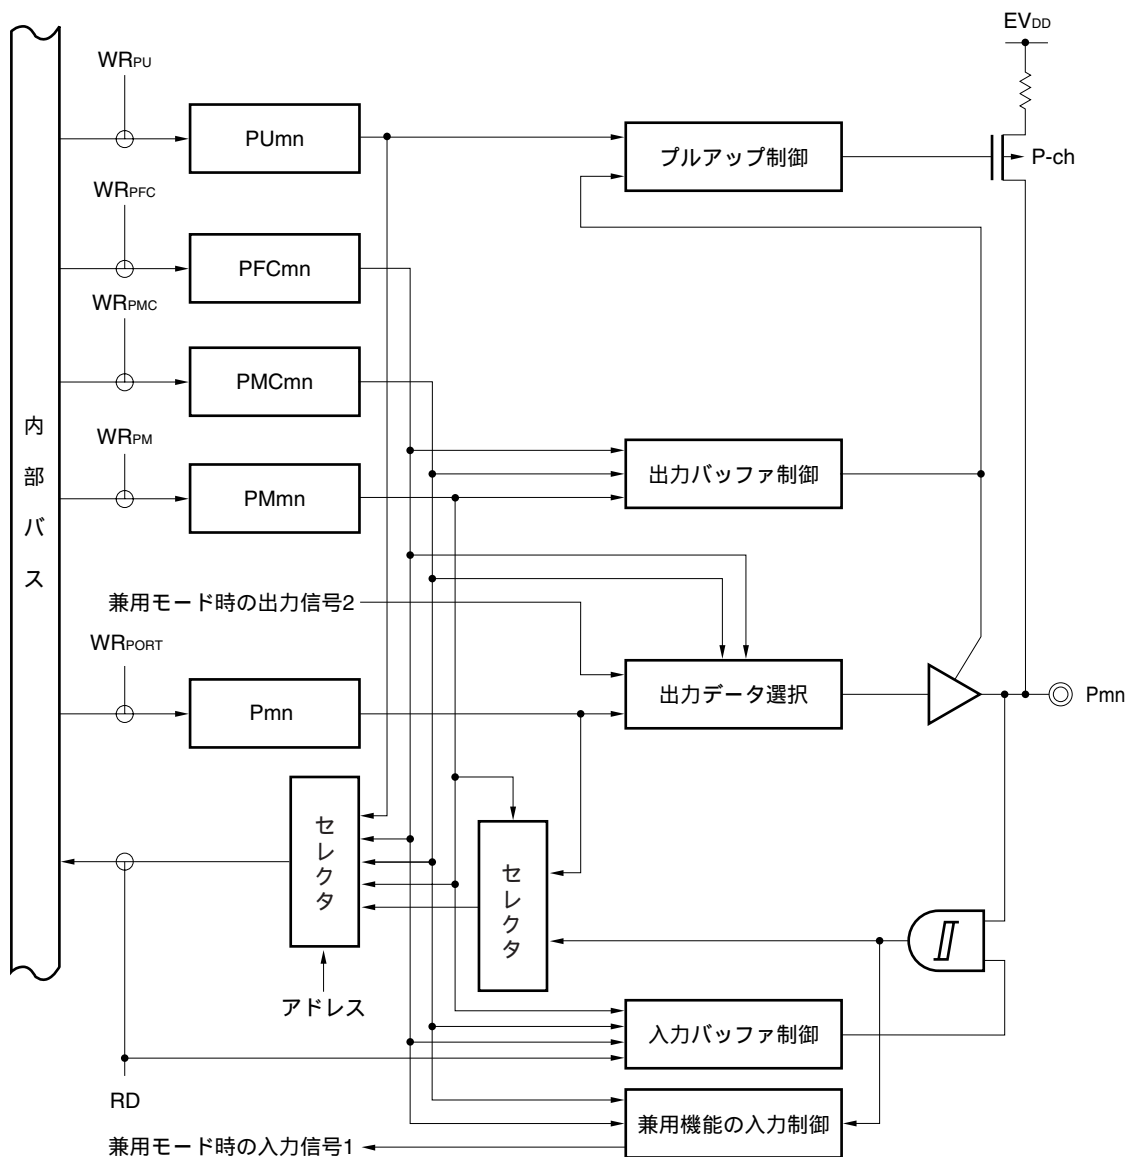 EVDD
WRPU
PUmn
プルアップ制御
P-ch
WRPFC
PFCmn
WRPMC
PMCmn
内部バス
WRPM
出力バッファ制御
PMmn
兼用モード時の出力信号2
WRPORT
出力データ選択
Pmn
Pmn
セレクタ
セレクタ
アドレス
入力バッファ制御
RD
兼用機能の入力制御
兼用モード時の入力信号1